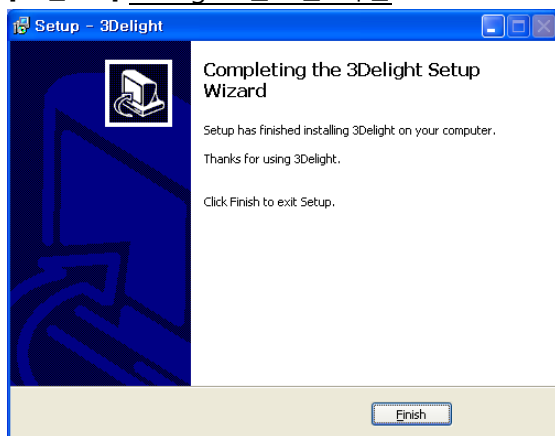 Setup - 3Delight
Completing the 3Delight Setup
Wizard
Setup has finished installing 3Delight on your computer.
Thanks for using 3Delight.
Click Finish to exit Setup.
Finish